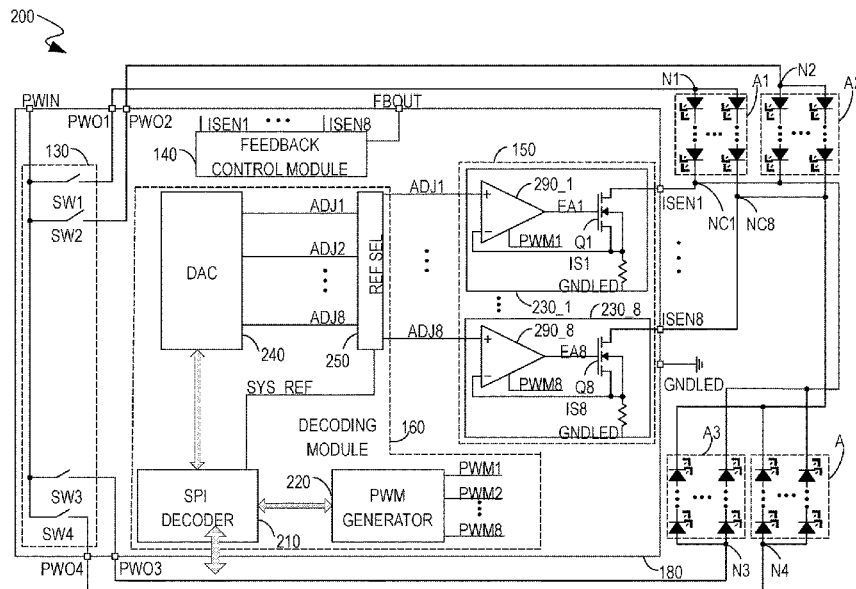 200
N1
A1
N2
A2
PWIN
PWO1
PWO2
ISEN1
ISEN8
FBOUT
130
140
FEEDBACK
CONTROL MODULE
150
SW1
SW2
DAC
ADJ1
ADJ2
ADJ8
REF SEL
ADJ1
290_1
EA1
PWM1
Q1
IS1
GNDLED
ISEN1
NC1
NC8
230_1
230_8
240
250
ADJ8
290_8
EA8
PWM8
Q8
IS8
GNDLED
ISEN8
GNDLED
SYS_REF
DECODING
MODULE
160
A3
A
SW3
SW4
SPI
DECODER
210
220
PWM
GENERATOR
PWM1
PWM2
PWM8
PWO4
PWO3
180
N3
N4